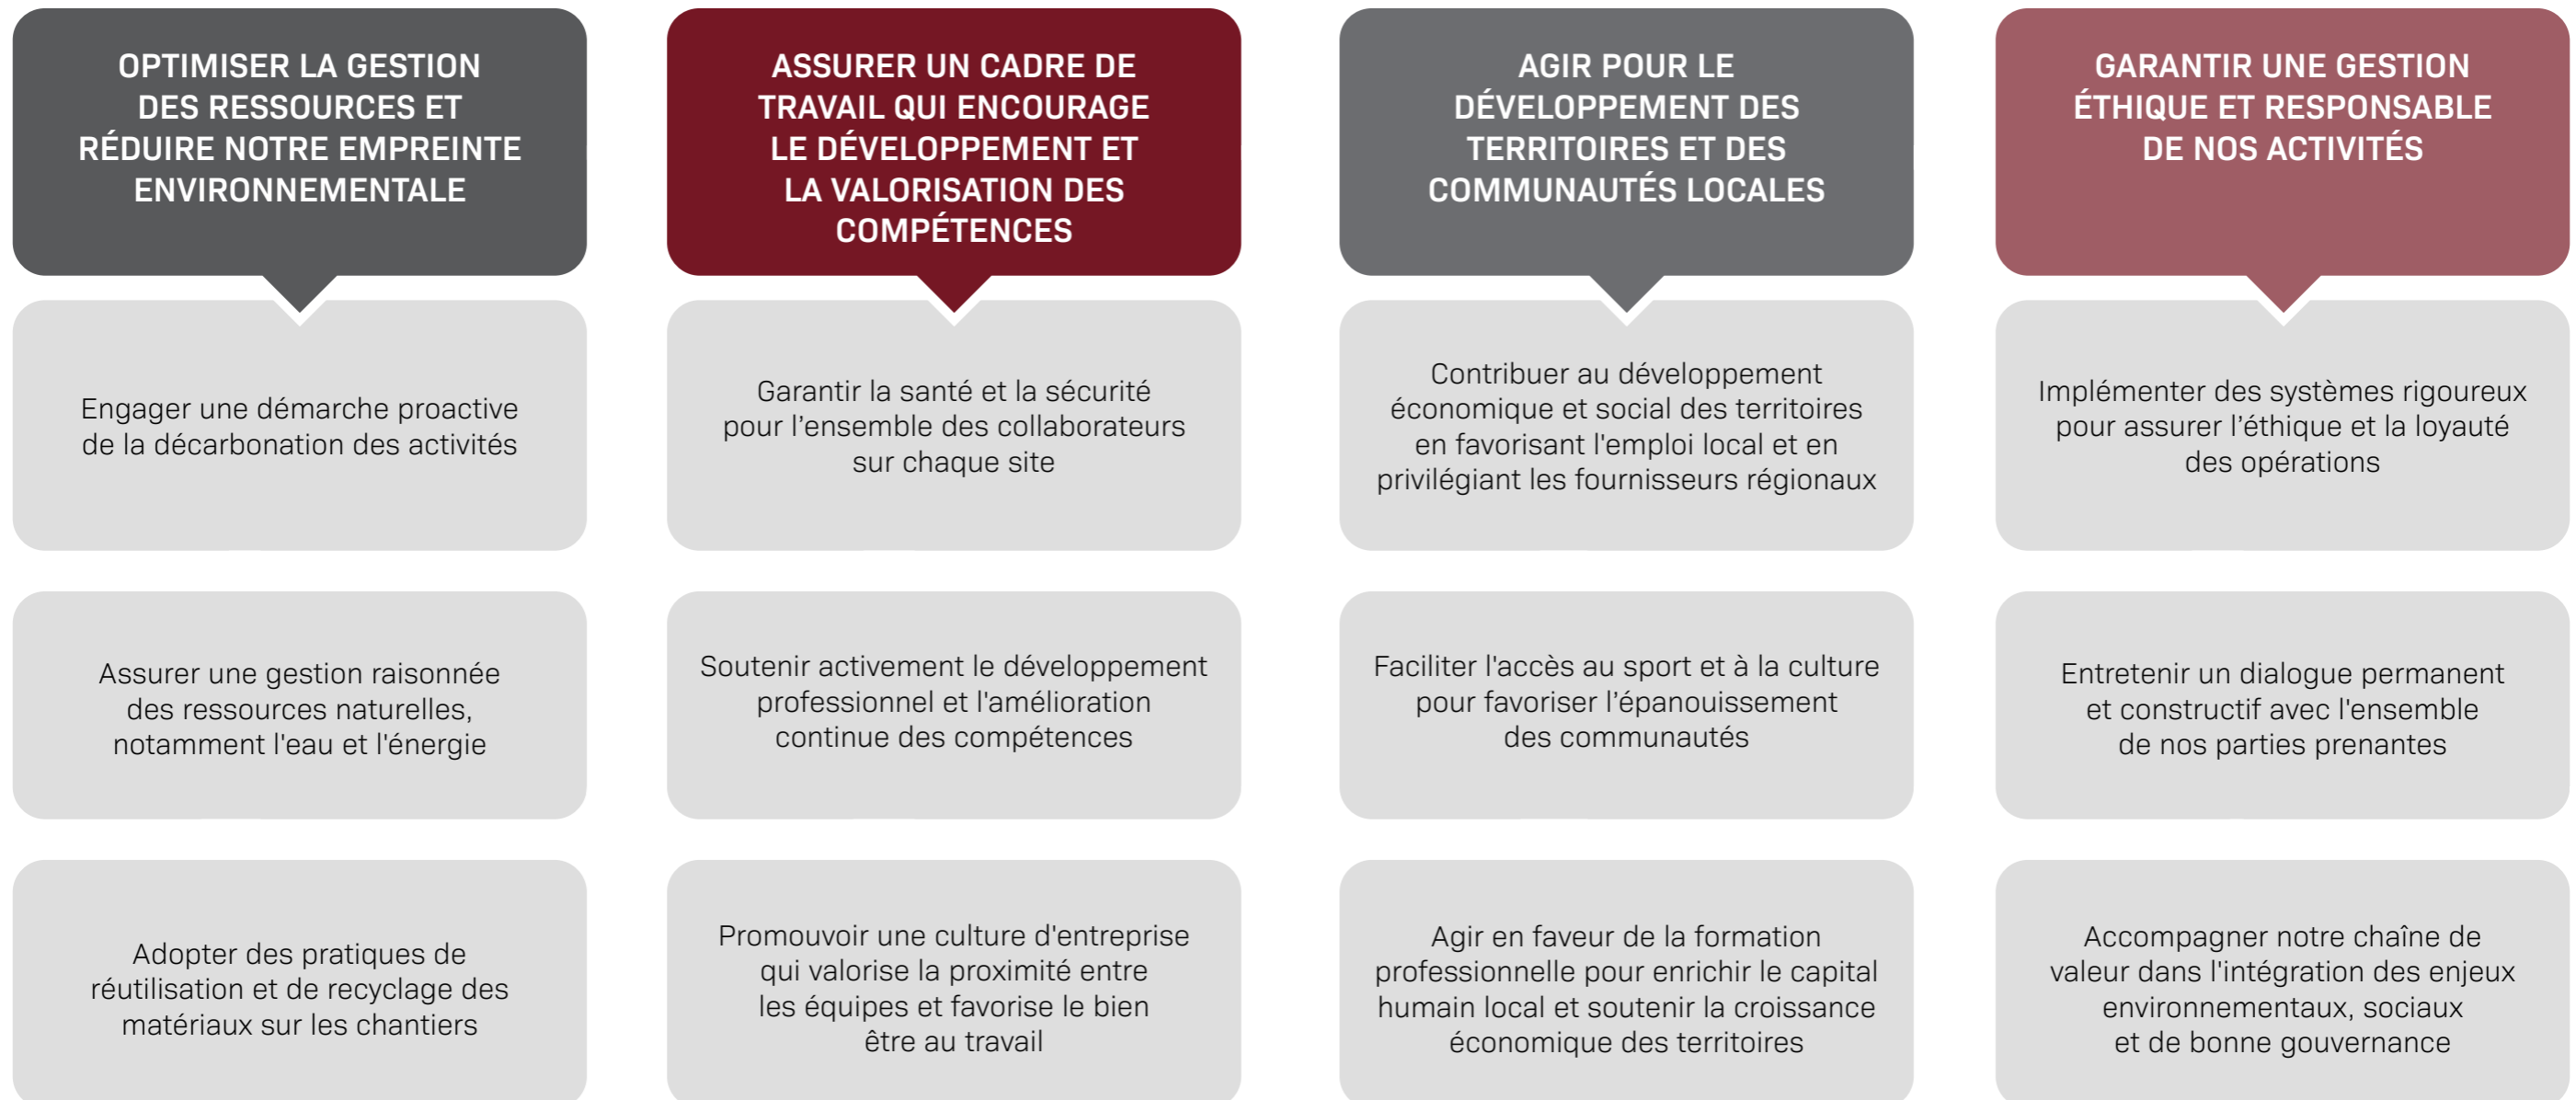 OPTIMISER LA GESTION
DES RESSOURCES ET
RÉDUIRE NOTRE EMPREINTE
ENVIRONNEMENTALE
Engager une démarche proactive
de la décarbonation des activités
Assurer une gestion raisonnée
des ressources naturelles,
notamment l'eau et l'énergie
Adopter des pratiques de
réutilisation et de recyclage des
matériaux sur les chantiers
ASSURER UN CADRE DE
TRAVAIL QUI ENCOURAGE
LE DÉVELOPPEMENT ET
LA VALORISATION DES
COMPÉTENCES
Garantir la santé et la sécurité
pour l’ensemble des collaborateurs
sur chaque site
Soutenir activement le développement
professionnel et l'amélioration
continue des compétences
Promouvoir une culture d'entreprise
qui valorise la proximité entre
les équipes et favorise le bien
être au travail
AGIR POUR LE
DÉVELOPPEMENT DES
TERRITOIRES ET DES
COMMUNAUTÉS LOCALES
Contribuer au développement
économique et social des territoires
en favorisant l'emploi local et en
privilégiant les fournisseurs régionaux
Faciliter l'accès au sport et à la culture
pour favoriser l’épanouissement
des communautés
Agir en faveur de la formation
professionnelle pour enrichir le capital
humain local et soutenir la croissance
économique des territoires
GARANTIR UNE GESTION
ÉTHIQUE ET RESPONSABLE
DE NOS ACTIVITÉS
Implémenter des systèmes rigoureux
pour assurer l’éthique et la loyauté
des opérations
Entretenir un dialogue permanent
et constructif avec l'ensemble
de nos parties prenantes
Accompagner notre chaîne de
valeur dans l'intégration des enjeux
environnementaux, sociaux
et de bonne gouvernance